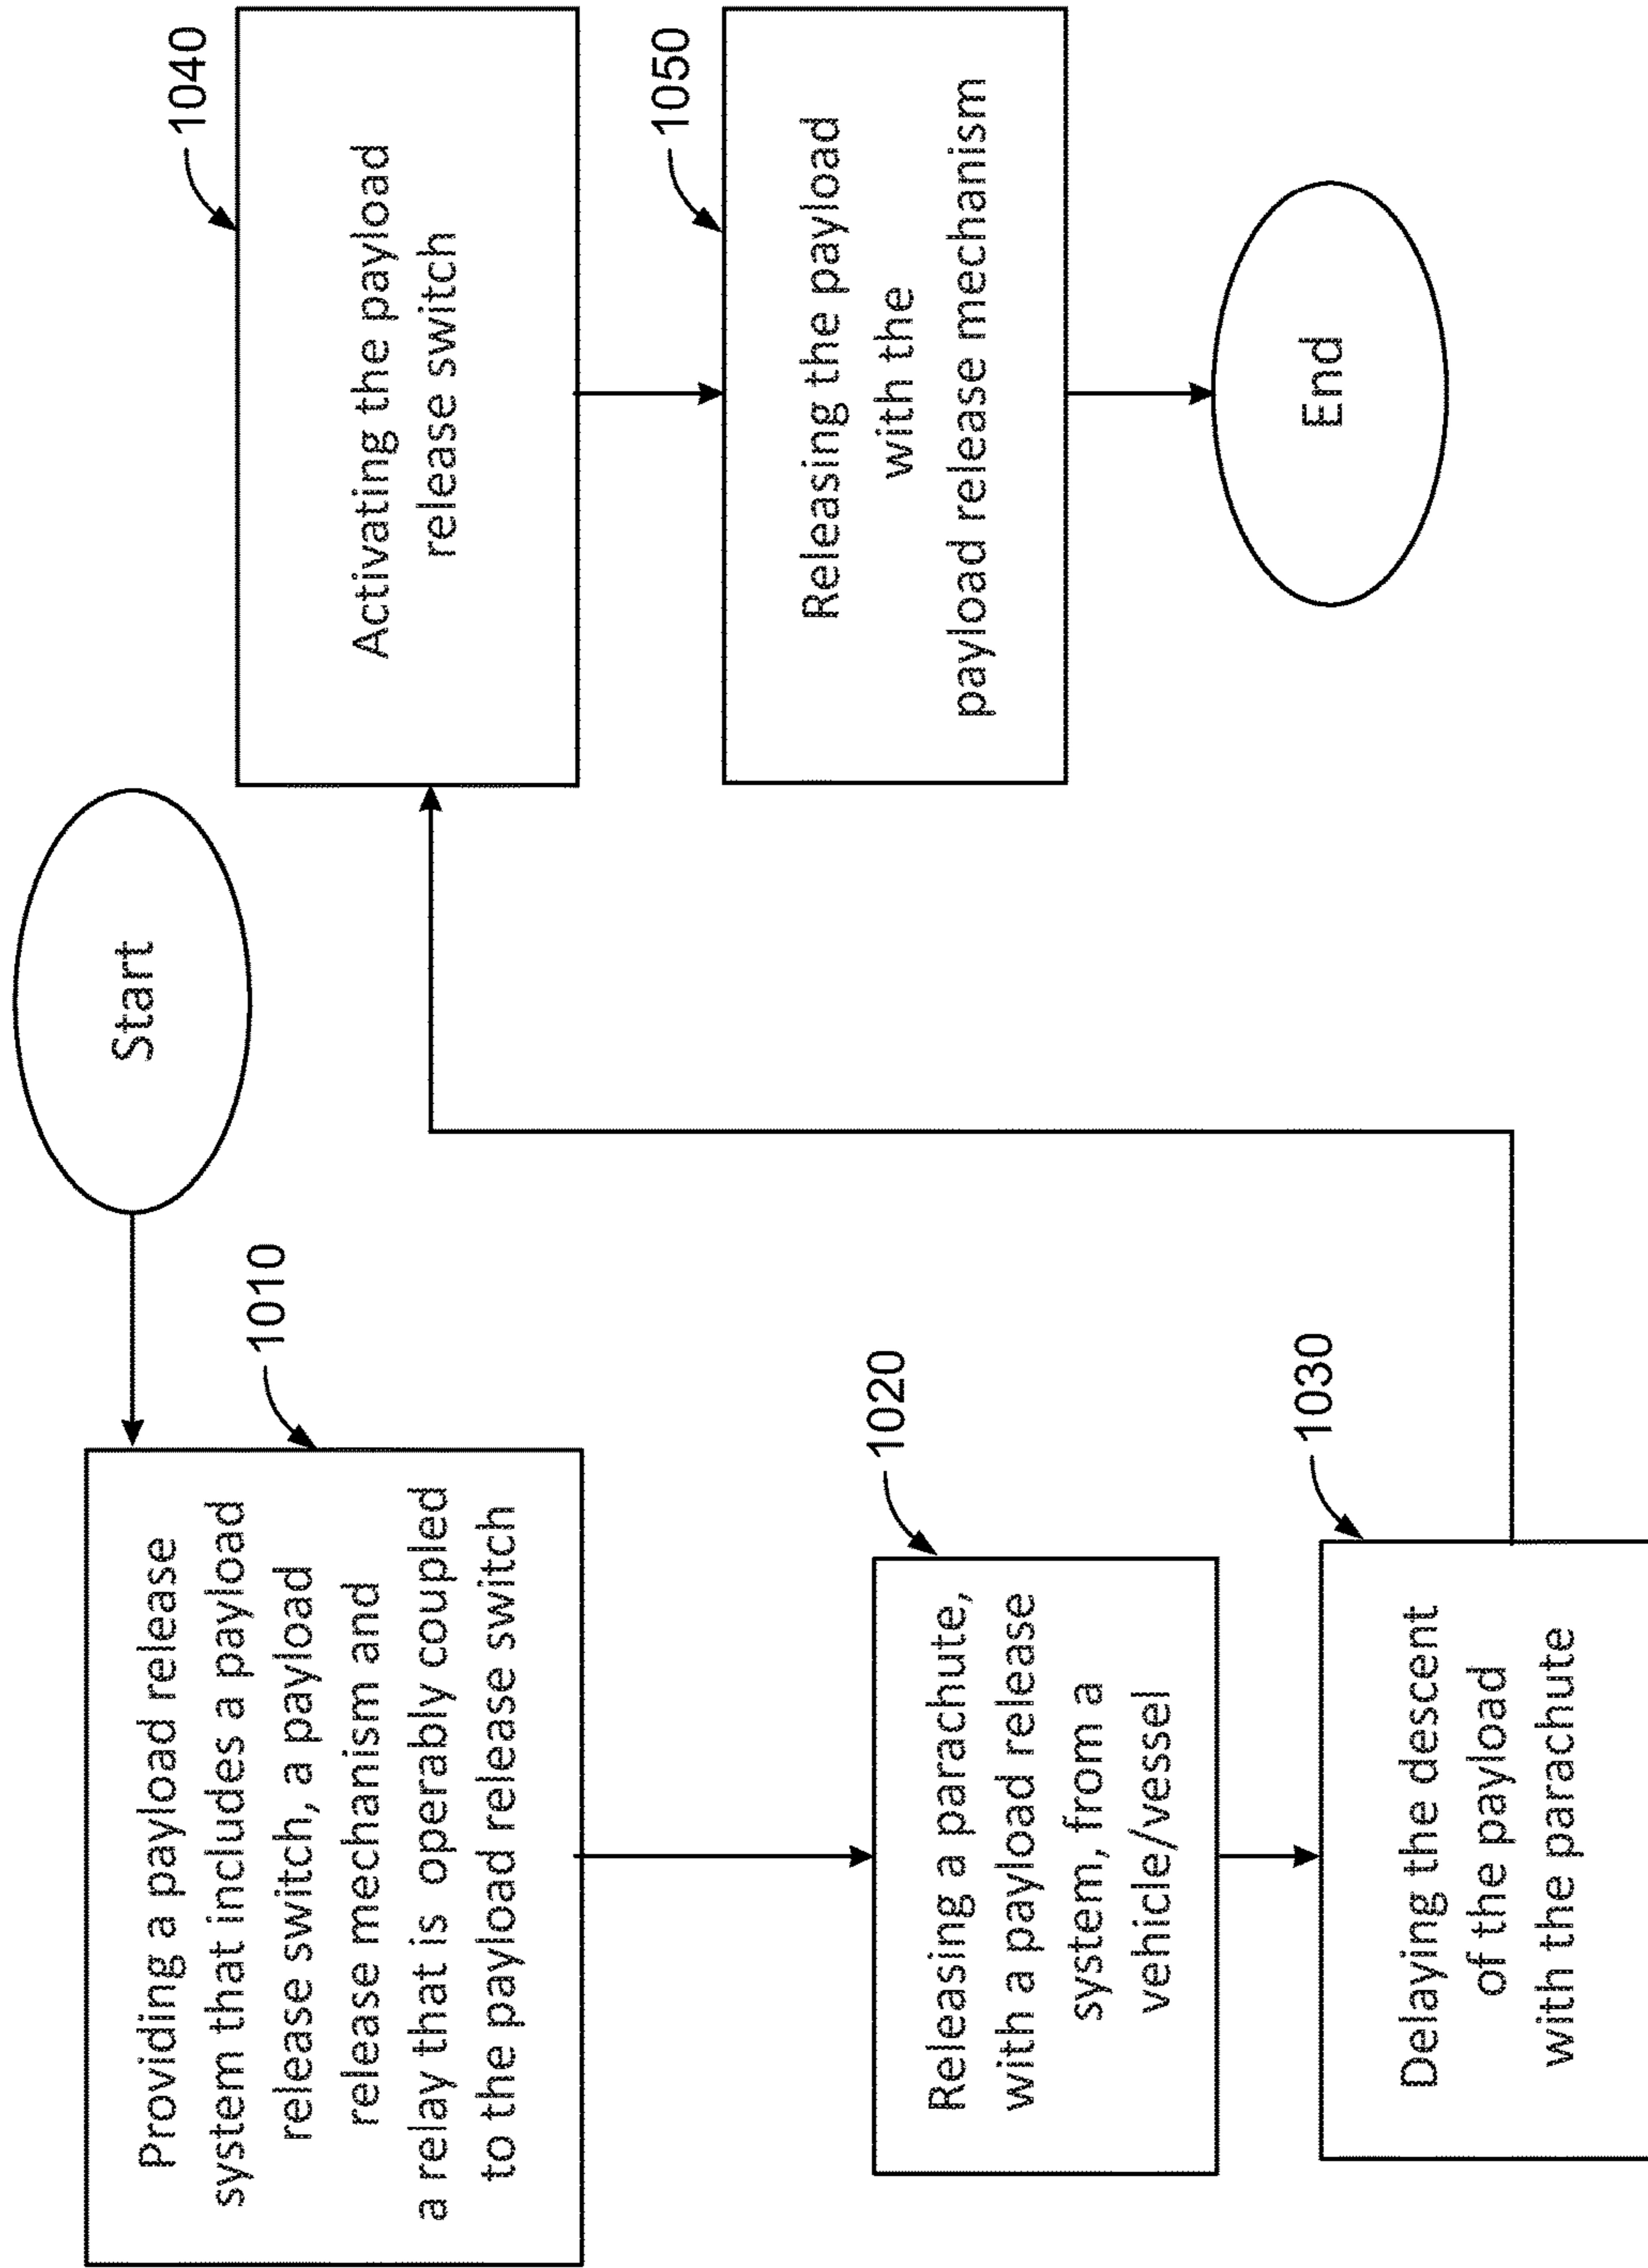 Start
1010
Providing a payload release
system that includes a payload
release switch, a payload
release mechanism and
a relay that is operably coupled
to the payload release switch
1020
Releasing a parachute,
with a payload release
system, from a
vehicle/vessel
1030
Delaying the descent
of the payload
with the parachute
1040
Activating the payload
release switch
1050
Releasing the payload
with the
payload release mechanism
End